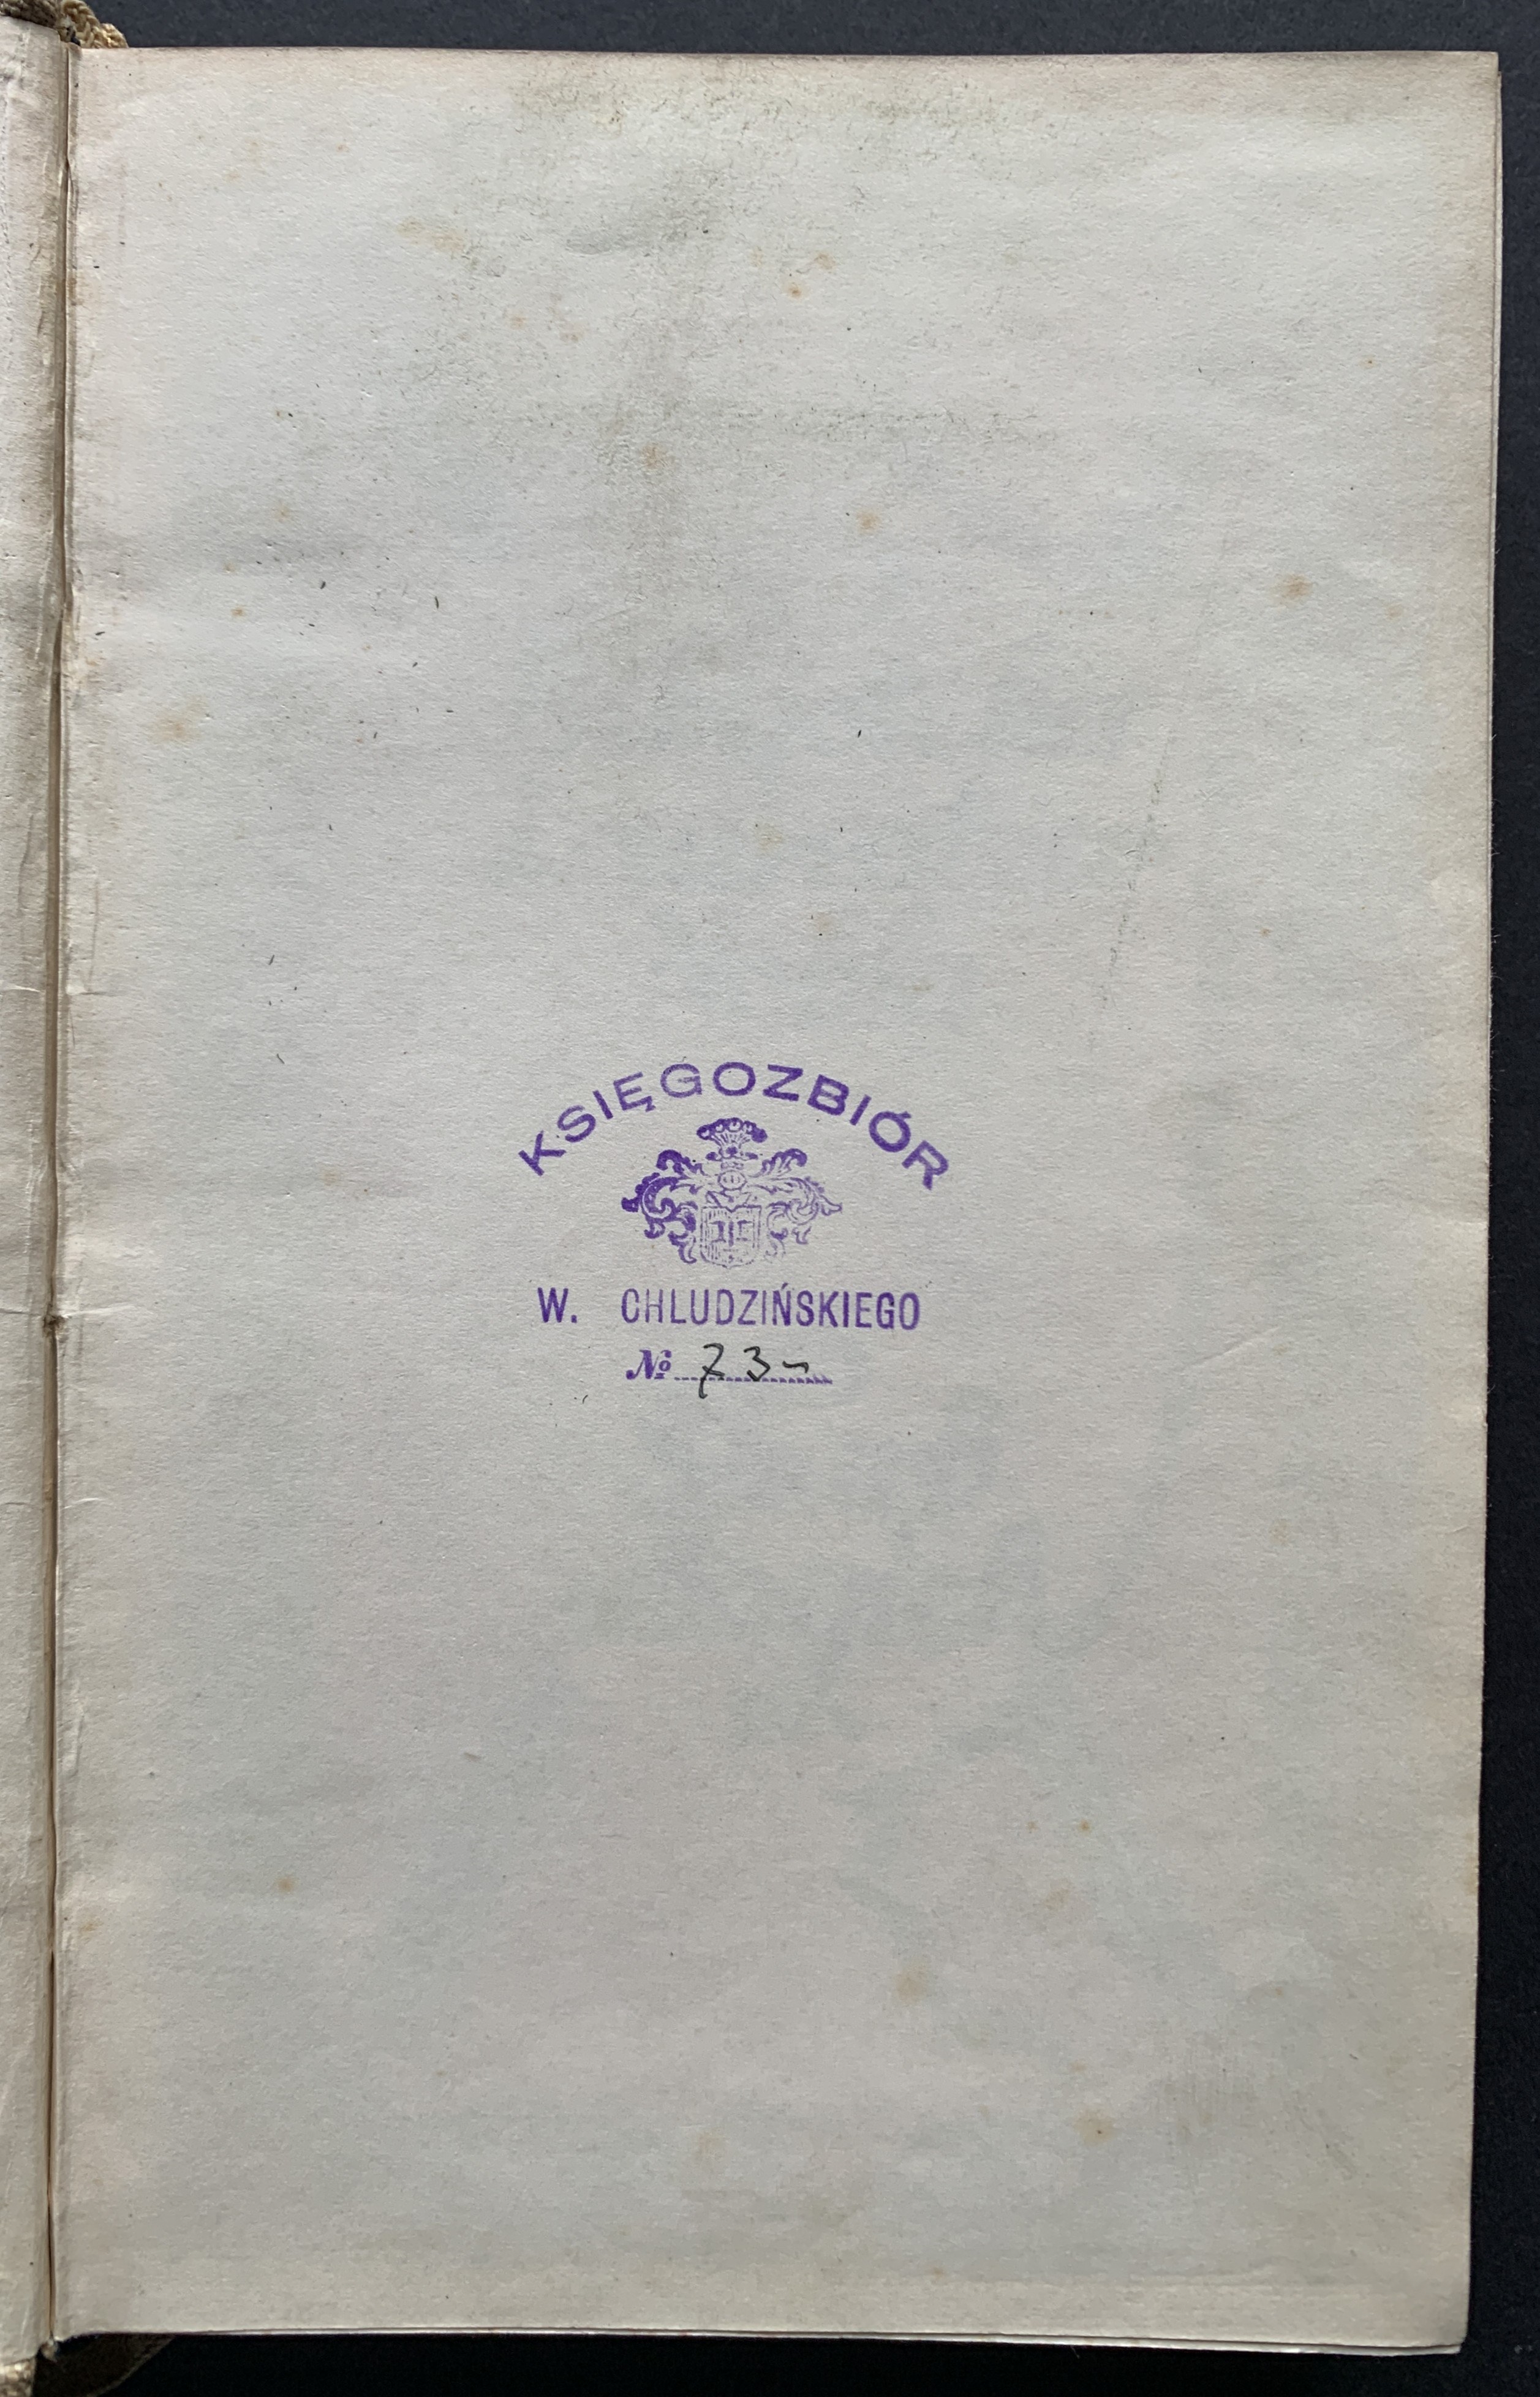 KSIĘGOZBIÓR
W. CHLUDZIŃSKIEGO
№ 73